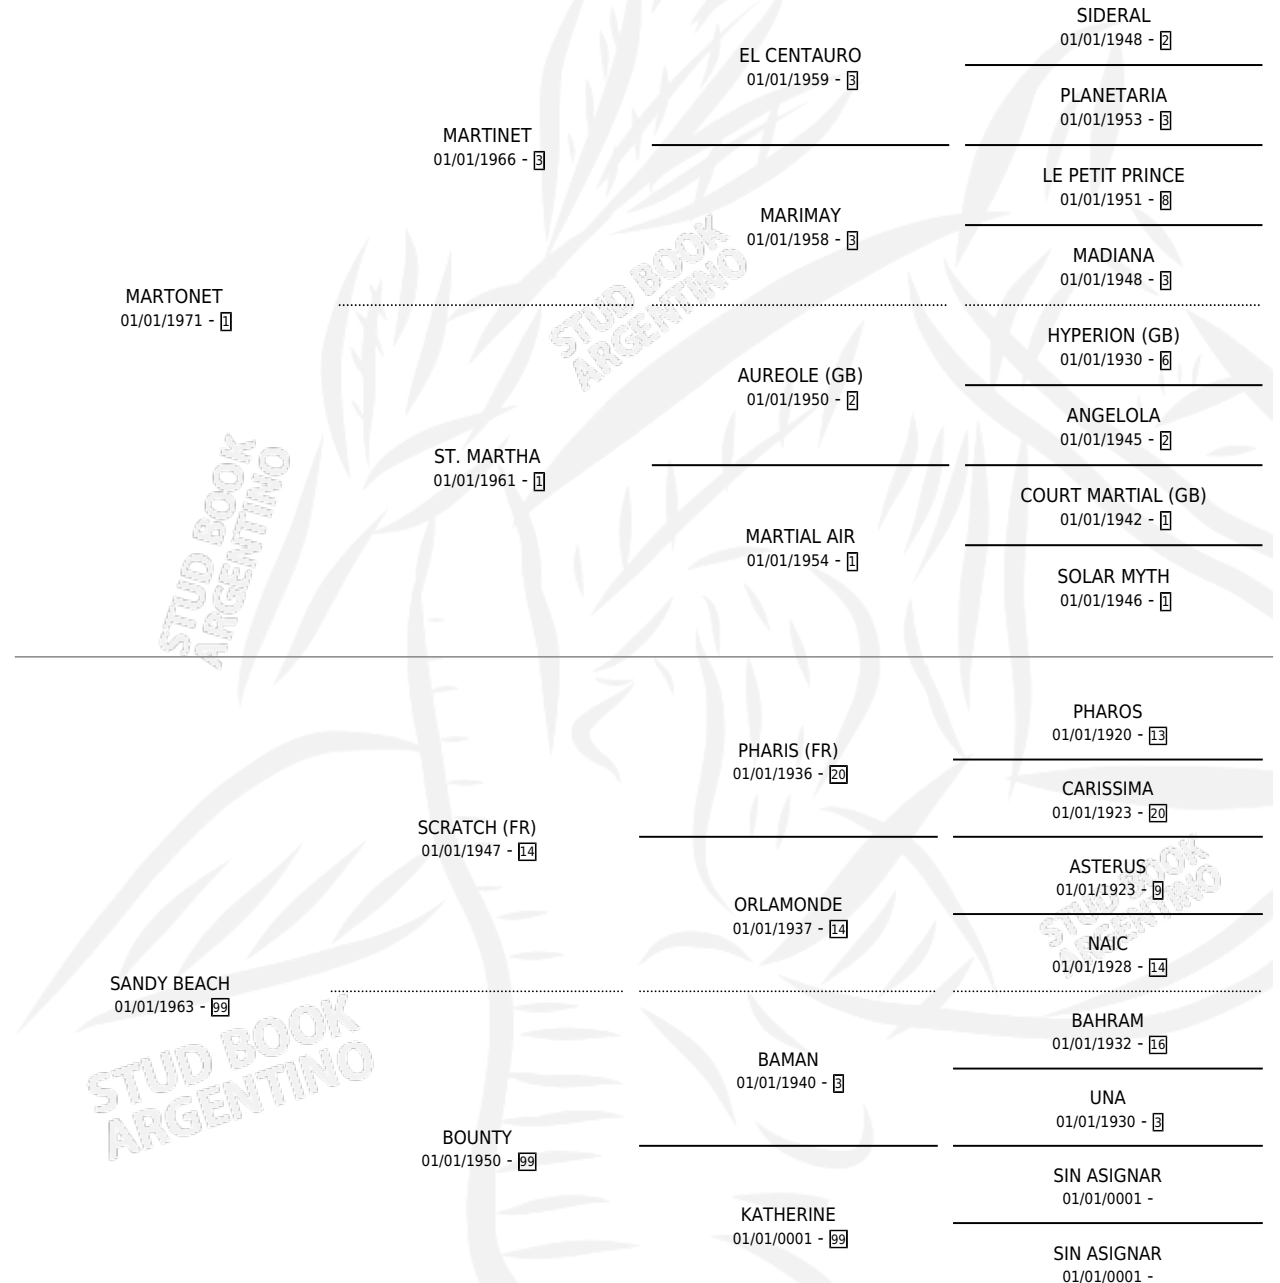 SIDERAL
01/01/1948 - 2
EL CENTAURO
01/01/1959 - 3
PLANETARIA
01/01/1953 - 3
MARTINET
01/01/1966 - 3
LE PETIT PRINCE
01/01/1951 - 8
MARIMAY
01/01/1958 - 3
MADIANA
01/01/1948 - 3
MARTONET
01/01/1971 - 1
HYPERION (GB)
01/01/1930 - 6
AUREOLE (GB)
01/01/1950 - 2
ANGELOLA
01/01/1945 - 2
ST. MARTHA
01/01/1961 - 1
COURT MARTIAL (GB)
01/01/1942 - 1
MARTIAL AIR
01/01/1954 - 1
SOLAR MYTH
01/01/1946 - 1
PHAROS
01/01/1920 - 13
PHARIS (FR)
01/01/1936 - 20
CARISSIMA
01/01/1923 - 20
SCRATCH (FR)
01/01/1947 - 14
ASTERUS
01/01/1923 - 9
ORLAMONDE
01/01/1937 - 14
NAIC
01/01/1928 - 14
SANDY BEACH
01/01/1963 - 99
BAHRAM
01/01/1932 - 16
BAMAN
01/01/1940 - 3
UNA
01/01/1930 - 3
BOUNTY
01/01/1950 - 99
SIN ASIGNAR
01/01/0001 -
KATHERINE
01/01/0001 - 99
SIN ASIGNAR
01/01/0001 -
STUD BOOK
ARGENTINO
STUD BOOK
ARGENTINO
STUD BOOK
ARGENTINO
STUD BOOK
ARGENTINO